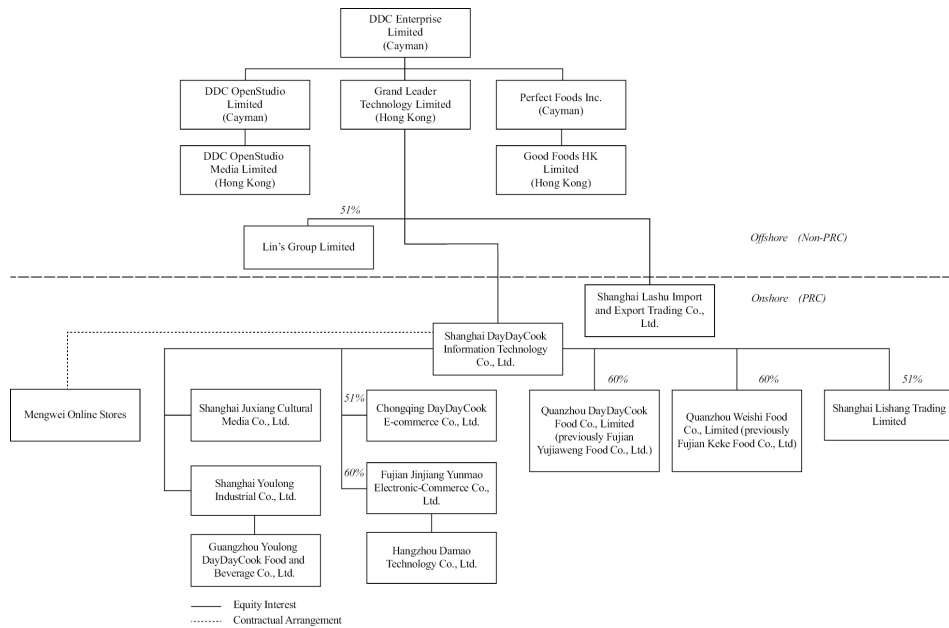 DDC Enterprise
Limited
(Cayman)
DDC OpenStudio
Limited
(Cayman)
Grand Leader
Technology Limited
(Hong Kong)
Perfect Foods Inc.
(Cayman)
DDC OpenStudio
Media Limited
(Hong Kong)
Good Foods HK
Limited
(Hong Kong)
51%
Lin's Group Limited
Offshore (Non-PRC)
Onshore (PRC)
Shanghai Lashu Import
and Export Trading Co.,
Ltd.
Shanghai DayDayCook
Information Technology
Co., Ltd.
Mengwei Online Stores
Shanghai Juxiang Cultural
Media Co., Ltd.
51%
Chongqing DayDayCook
E-commerce Co., Ltd.
60%
Quanzhou DayDayCook
Food Co., Limited
(previously Fujian
Yujiaweng Food Co., Ltd.)
60%
Quanzhou Weishi Food
Co., Limited (previously
Fujian Keke Food Co., Ltd)
51%
Shanghai Lishang Trading
Limited
Shanghai Youlong
Industrial Co., Ltd.
60%
Fujian Jinjiang Yunmao
Electronic-Commerce Co.,
Ltd.
Guangzhou Youlong
DayDayCook Food and
Beverage Co., Ltd.
Hangzhou Damao
Technology Co., Ltd.
Equity Interest
Contractual Arrangement